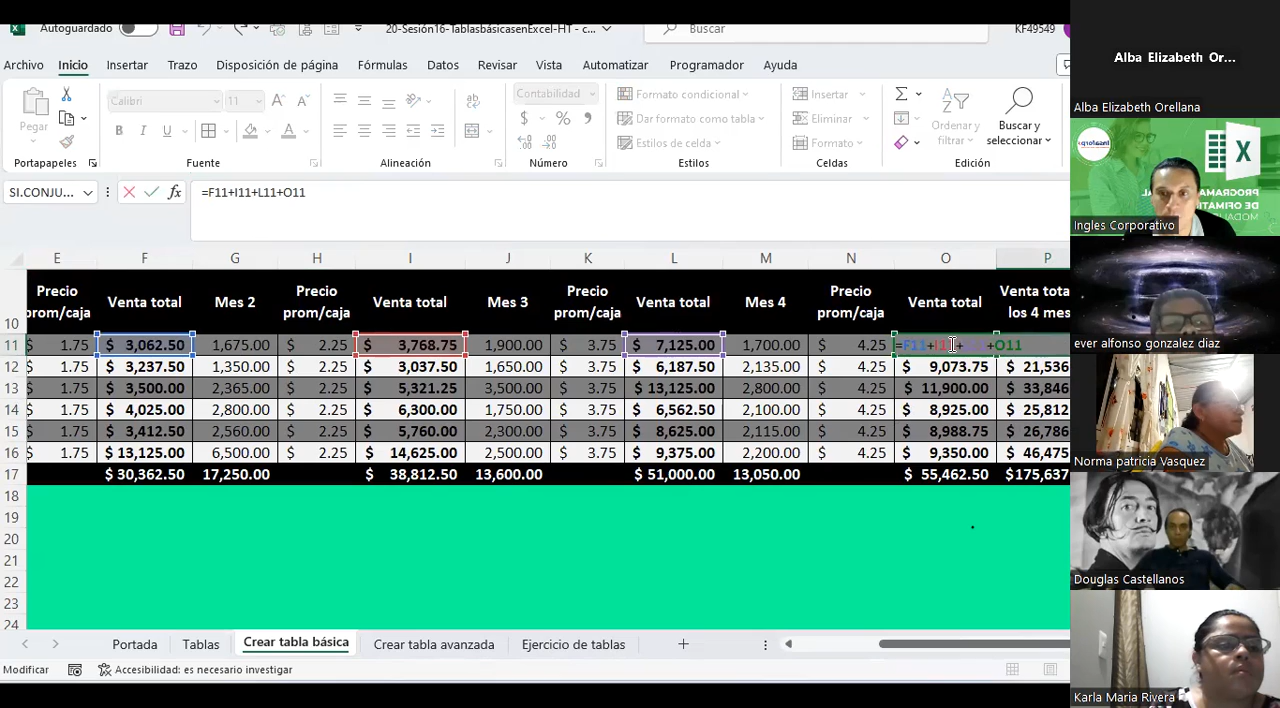 Autoguardado
20-Sesión16-TablasbásicasenExcel-HT - c...
Buscar
KF49549
Archivo Inicio Insertar Trazo Disposición de página Fórmulas Datos Revisar Vista Automatizar Programador Ayuda
Pegar
Calibri 11
N K S
ab
Contabilidad
$ % 000
Formato condicional
Dar formato como tabla
Estilos de celda
Insertar
Eliminar
Formato
Ordenar y filtrar
Buscar y seleccionar
Portapapeles Fuente Alineación Número Estilos Celdas Edición
SI.CONJU... fx =F11+I11+L11+O11
E F G H I J K L M N O P
10 Precio prom/caja Venta total Mes 2 Precio prom/caja Venta total Mes 3 Precio prom/caja Venta total Mes 4 Precio prom/caja Venta total Venta tota los 4 mes
11 $ 1.75 $ 3,062.50 1,675.00 $ 2.25 $ 3,768.75 1,900.00 $ 3.75 $ 7,125.00 1,700.00 $ 4.25 =F11+I11+L11+O11
12 $ 1.75 $ 3,237.50 1,350.00 $ 2.25 $ 3,037.50 1,650.00 $ 3.75 $ 6,187.50 2,135.00 $ 4.25 $ 9,073.75 $ 21,536
13 $ 1.75 $ 3,500.00 2,365.00 $ 2.25 $ 5,321.25 3,500.00 $ 3.75 $ 13,125.00 2,800.00 $ 4.25 $ 11,900.00 $ 33,846
14 $ 1.75 $ 4,025.00 2,800.00 $ 2.25 $ 6,300.00 1,750.00 $ 3.75 $ 6,562.50 2,100.00 $ 4.25 $ 8,925.00 $ 25,812
15 $ 1.75 $ 3,412.50 2,560.00 $ 2.25 $ 5,760.00 2,300.00 $ 3.75 $ 8,625.00 2,115.00 $ 4.25 $ 8,988.75 $ 26,786
16 $ 1.75 $ 13,125.00 6,500.00 $ 2.25 $ 14,625.00 2,500.00 $ 3.75 $ 9,375.00 2,200.00 $ 4.25 $ 9,350.00 $ 46,475
17 $ 30,362.50 17,250.00 $ 38,812.50 13,600.00 $ 51,000.00 13,050.00 $ 55,462.50 $175,637
18
19
20
21
22
23
24
Portada Tablas Crear tabla básica Crear tabla avanzada Ejercicio de tablas
Modificar Accesibilidad: es necesario investigar
Alba Elizabeth Or...
Alba Elizabeth Orellana
PROGRAMA
DE OFIMATI
MODALI
Ingles Corporativo
ever alfonso gonzalez diaz
Norma patricia Vasquez
Douglas Castellanos
Karla Maria Rivera